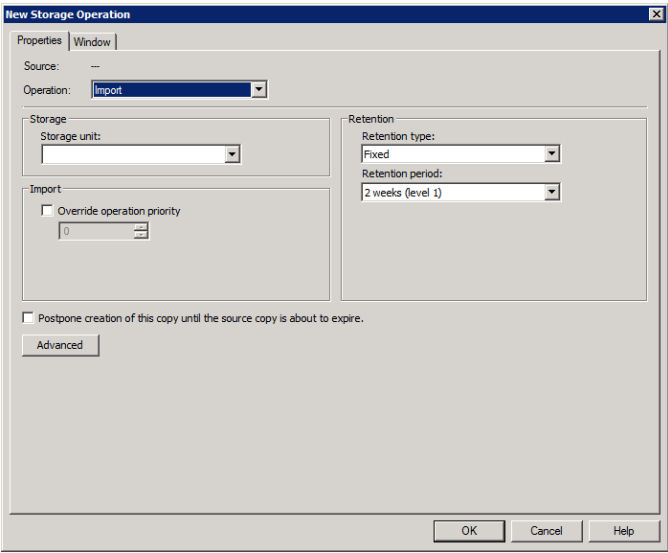 New Storage Operation
Properties
Window
Source: ---
Operation: Import
Storage
Storage unit:
Import
Override operation priority
0
Retention
Retention type:
Fixed
Retention period:
2 weeks (level 1)
Postpone creation of this copy until the source copy is about to expire.
Advanced
OK
Cancel
Help